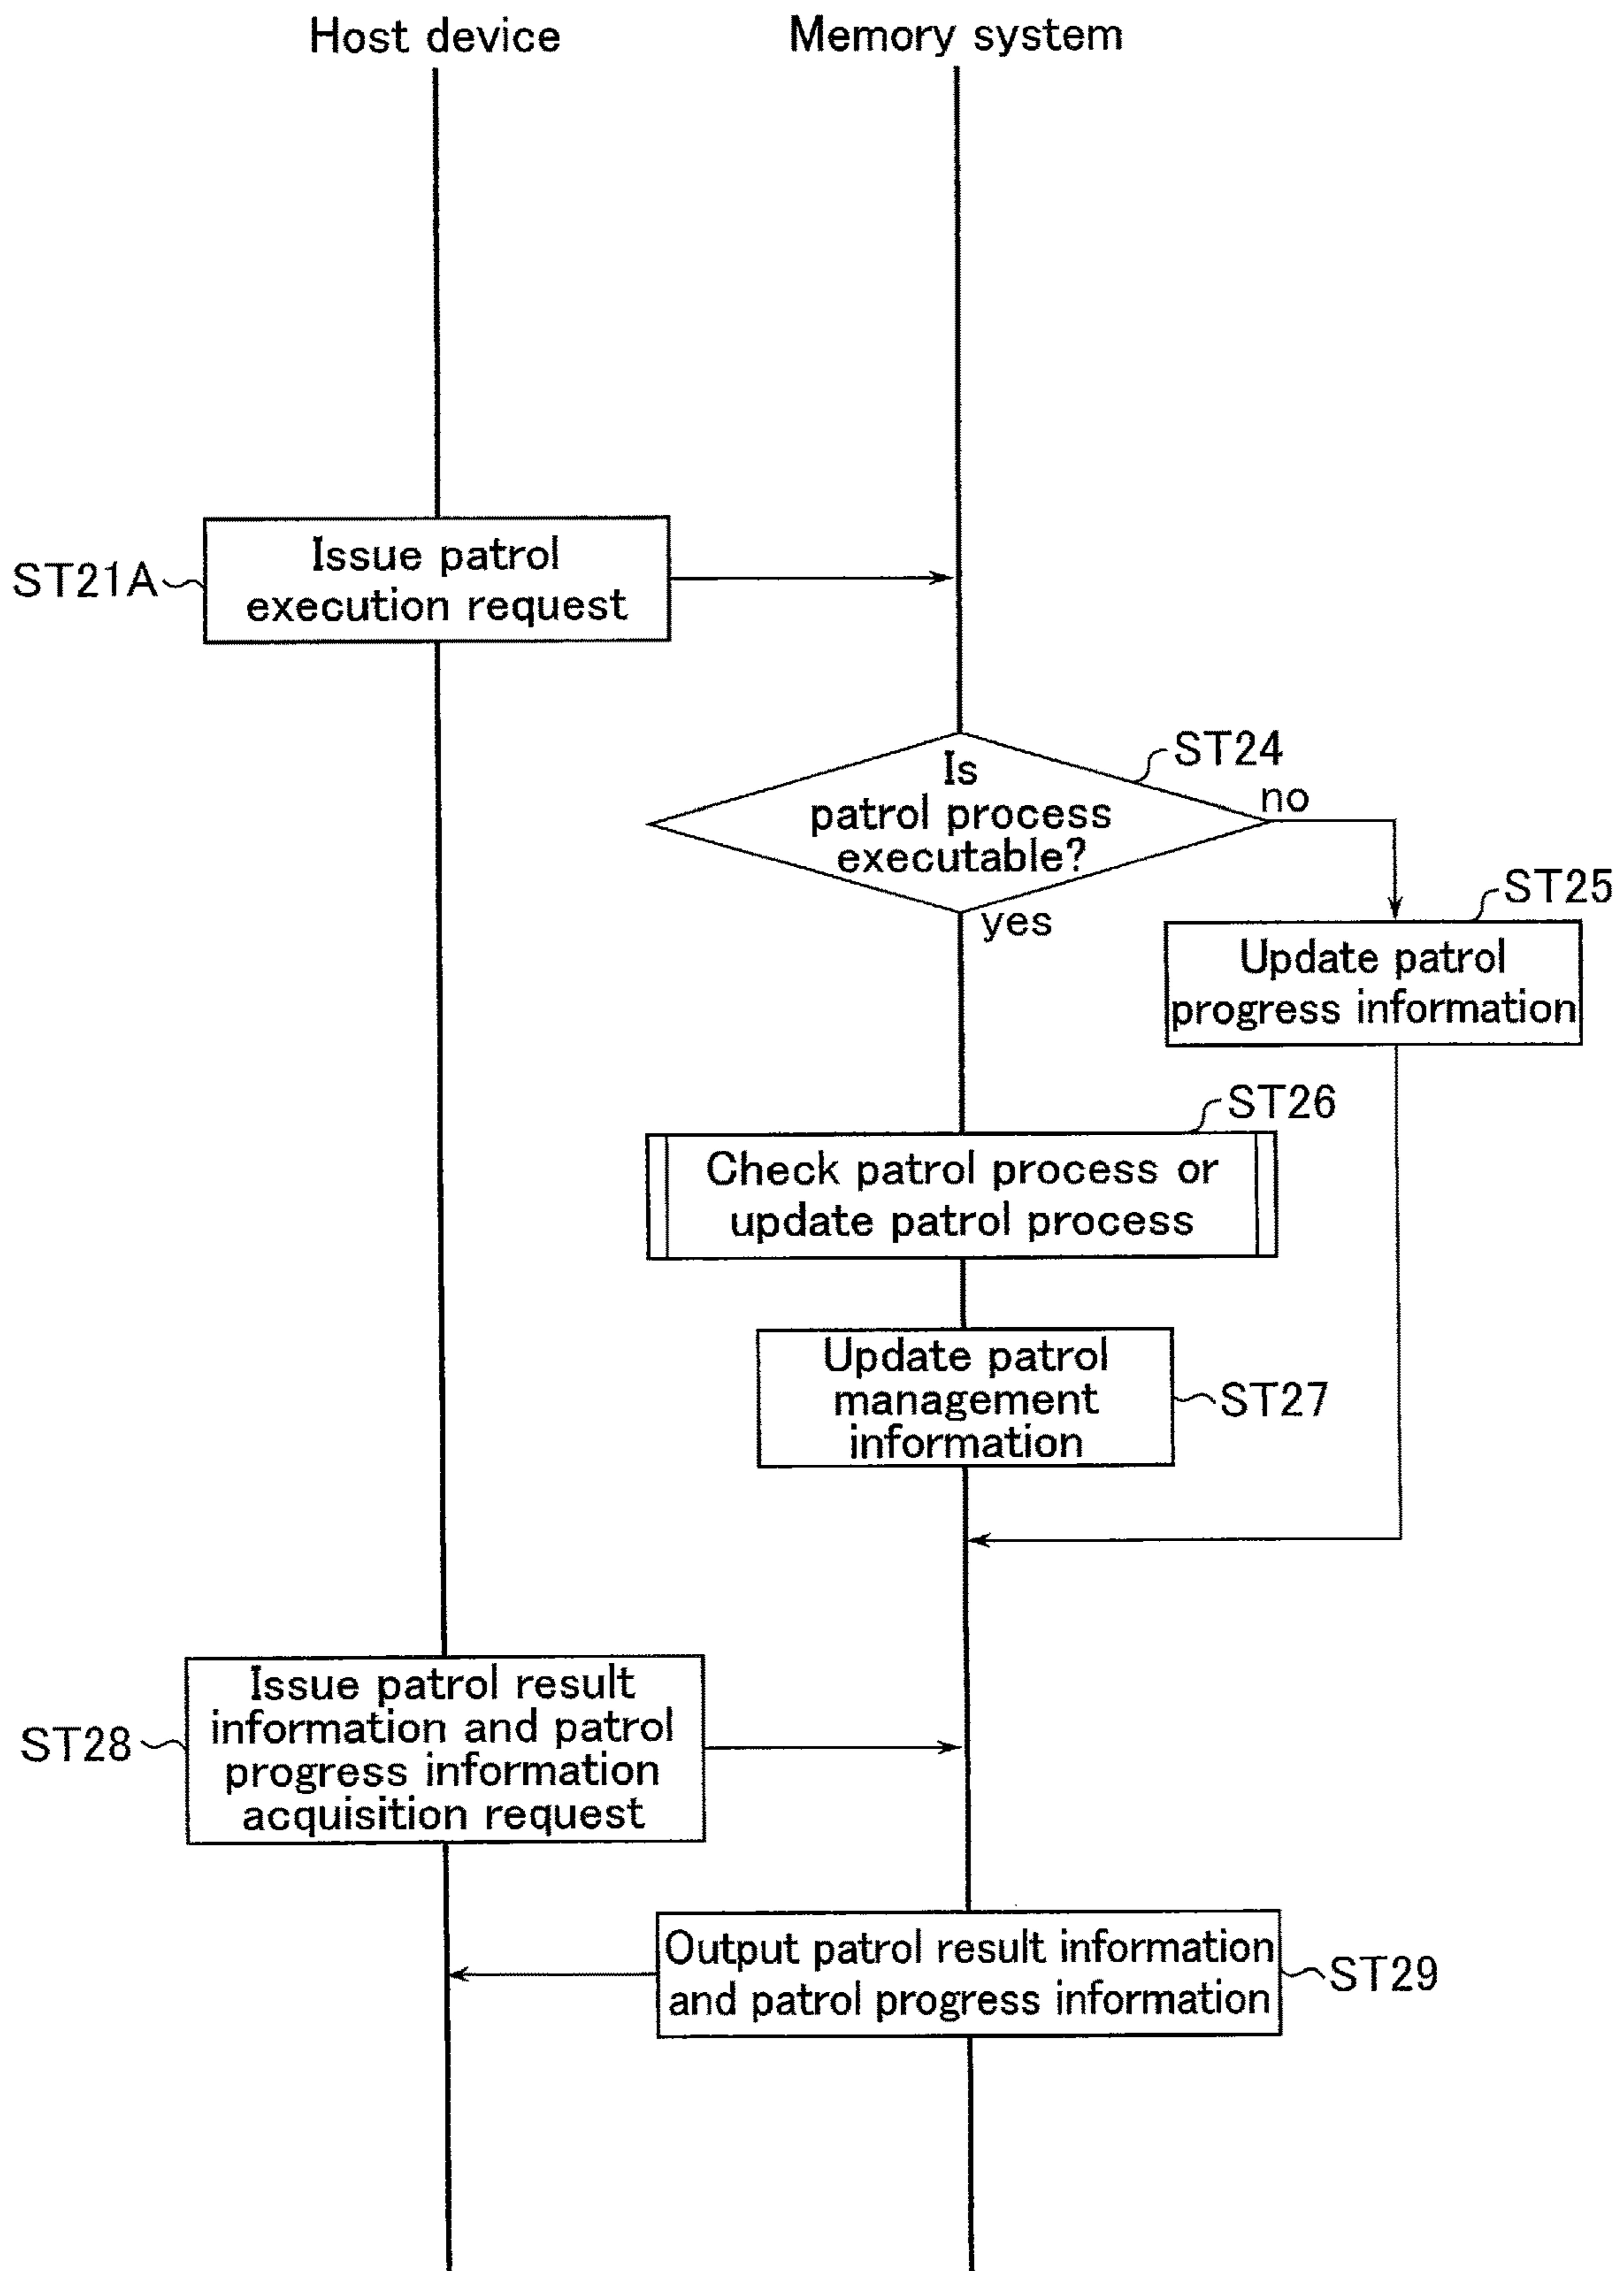 Host device
Memory system
ST21A
Issue patrol
execution request
ST24
Is
patrol process
executable?
no
yes
ST25
Update patrol
progress information
ST26
Check patrol process or
update patrol process
Update patrol
management
information
ST27
ST28
Issue patrol result
information and patrol
progress information
acquisition request
Output patrol result information
and patrol progress information
ST29